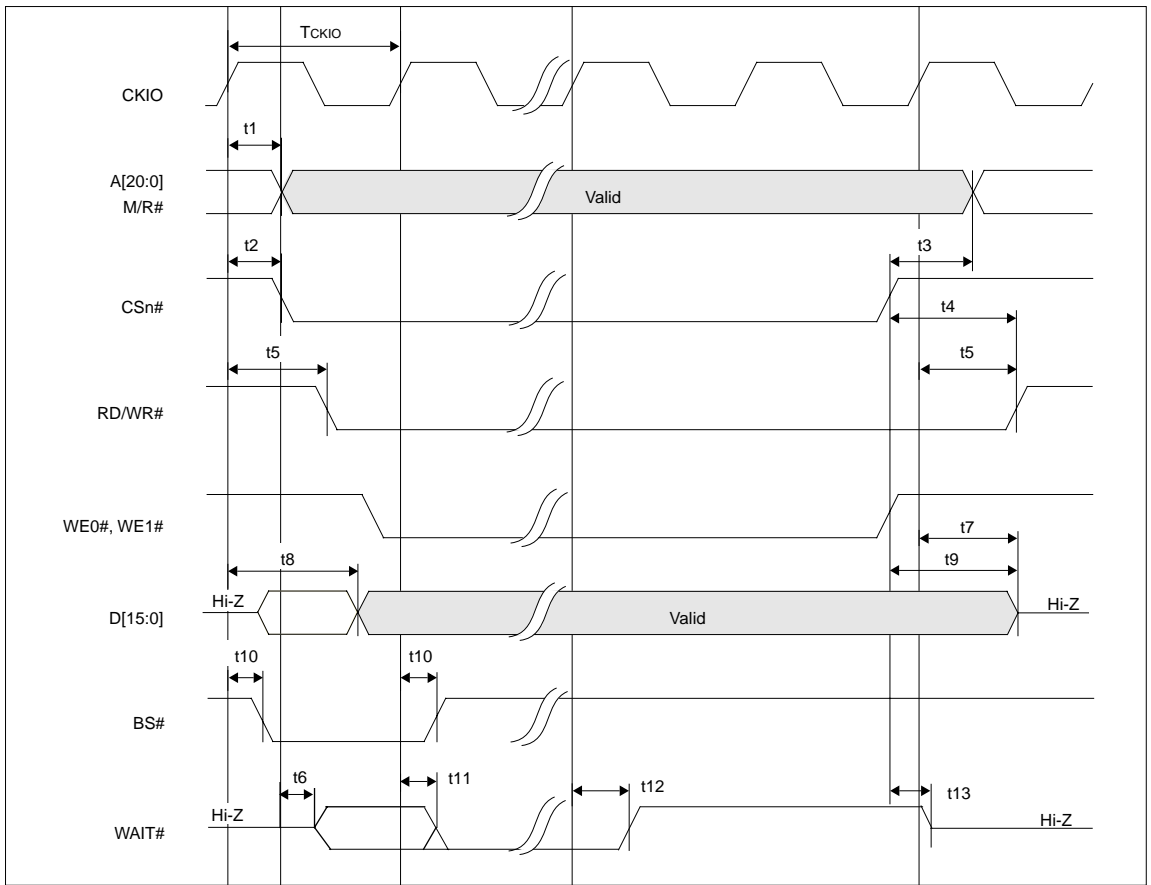 TCKIO
CKIO
t1
A[20:0]
M/R#
Valid
t2
t3
CSn#
t4
t5
t5
RD/WR#
WE0#, WE1#
t7
t8
t9
Hi-Z
Hi-Z
D[15:0]
Valid
t10
t10
BS#
t6
t11
t12
t13
Hi-Z
Hi-Z
WAIT#